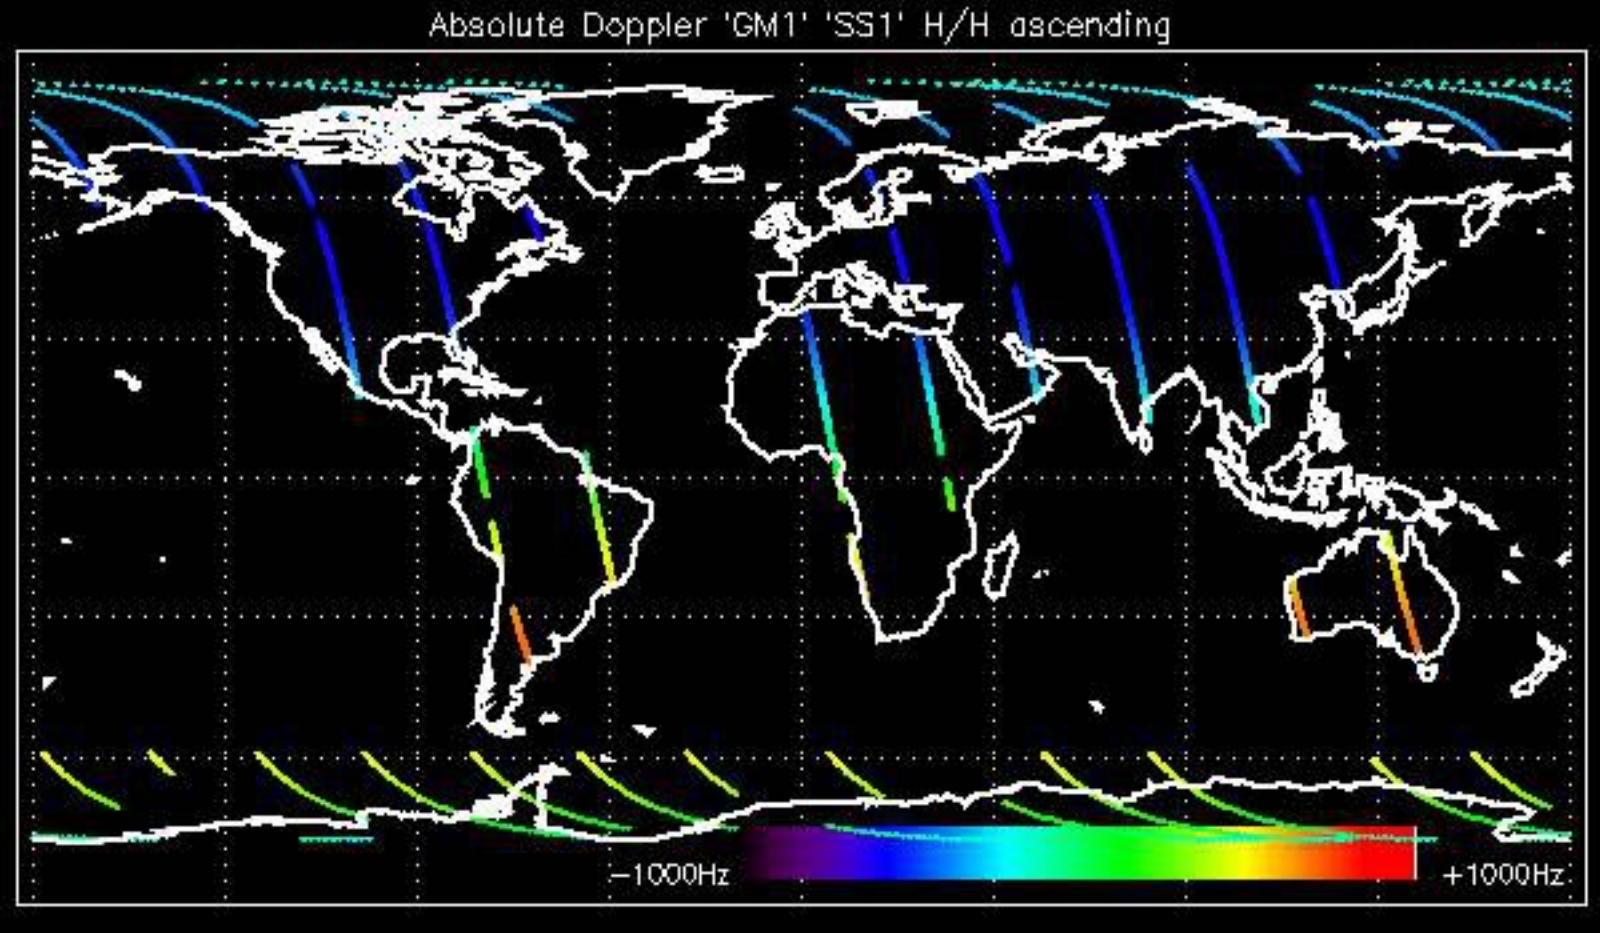 Absolute Doppler 'GM1' 'SS1' H/H ascending
−1000Hz +1000Hz